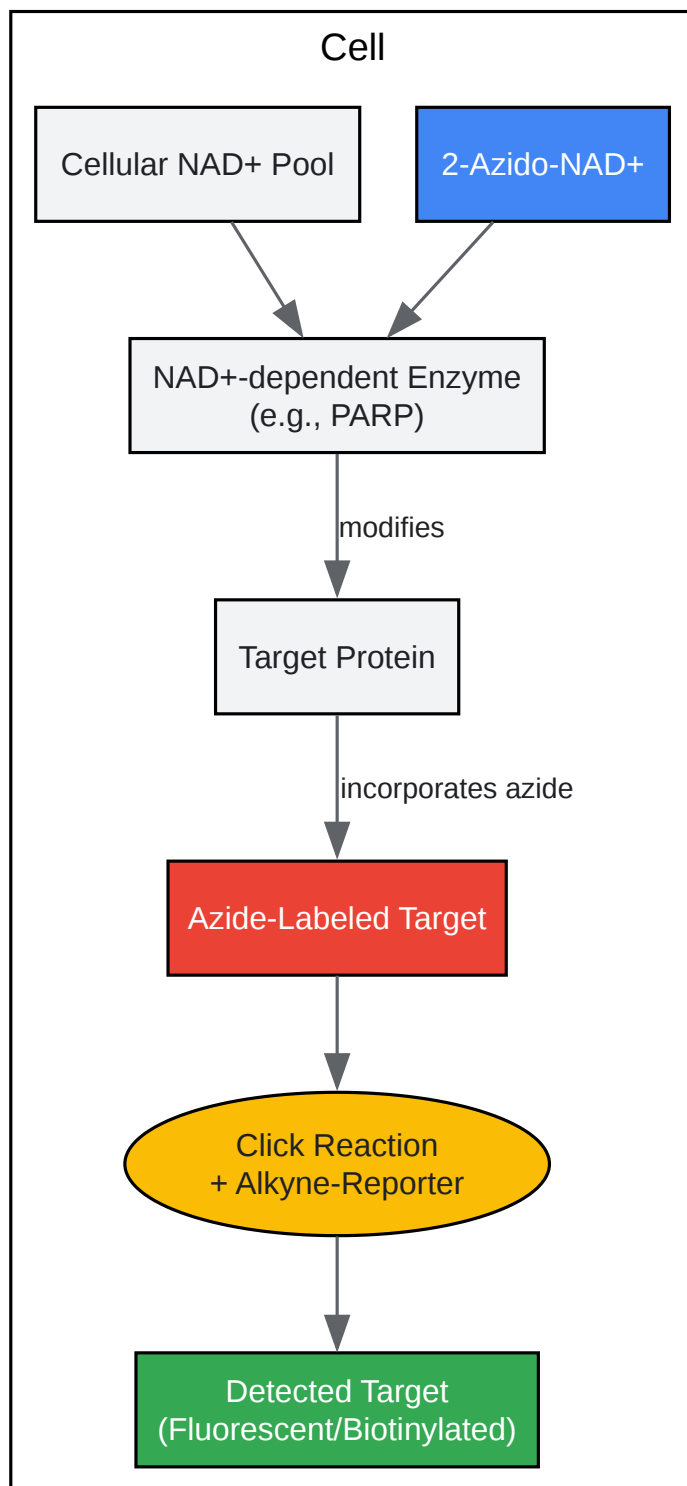 Cell
Cellular NAD+ Pool
2-Azido-NAD+
NAD+-dependent Enzyme
(e.g., PARP)
modifies
Target Protein
incorporates azide
Azide-Labeled Target
Click Reaction
+ Alkyne-Reporter
Detected Target
(Fluorescent/Biotinylated)